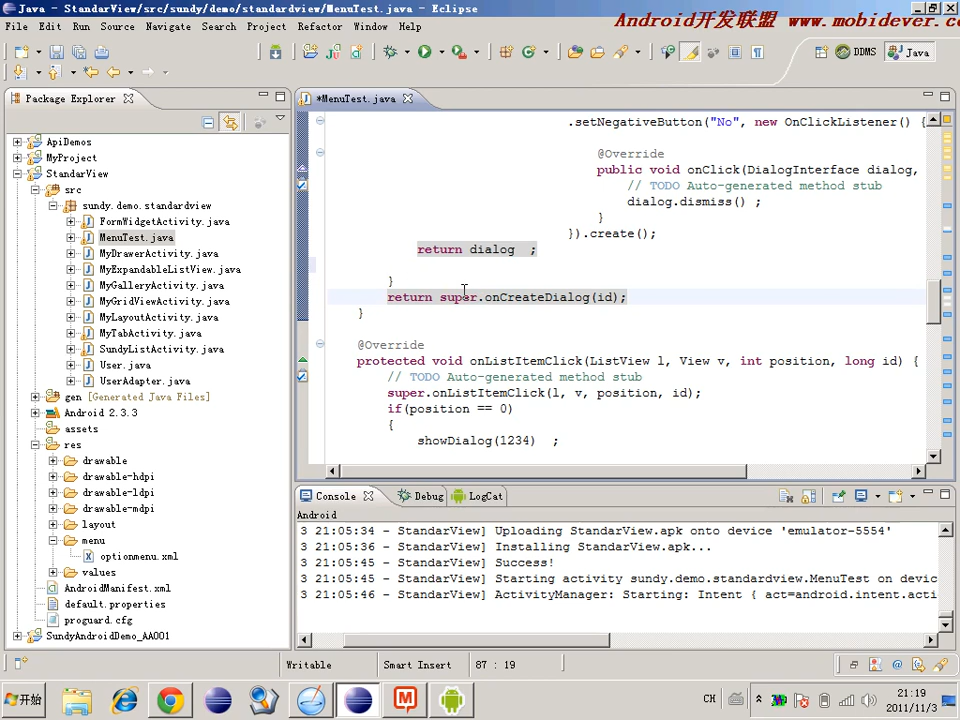 Java - StandarView/src/sundy/demo/standardview/MenuTest.java - Eclipse
Android开发联盟 www.mobidever.co
File Edit Run Source Navigate Search Project Refactor Window Help
DDMS Java
Package Explorer
*MenuTest.java
ApiDemos
MyProject
StandarView
src
sundy.demo.standardview
FormWidgetActivity.java
MenuTest.java
MyDrawerActivity.java
MyExpandableListView.java
MyGalleryActivity.java
MyGridViewActivity.java
MyLayoutActivity.java
MyTabActivity.java
SundyListActivity.java
User.java
UserAdapter.java
gen [Generated Java Files]
Android 2.3.3
assets
res
drawable
drawable-hdpi
drawable-ldpi
drawable-mdpi
layout
menu
optionmenu.xml
values
AndroidManifest.xml
default.properties
proguard.cfg
SundyAndroidDemo_AA001
.setNegativeButton("No", new OnClickListener() {
@Override
public void onClick(DialogInterface dialog,
// TODO Auto-generated method stub
dialog.dismiss() ;
}
}).create();
return dialog ;
}
return super.onCreateDialog(id);
}
@Override
protected void onListItemClick(ListView l, View v, int position, long id) {
// TODO Auto-generated method stub
super.onListItemClick(l, v, position, id);
if(position == 0)
{
showDialog(1234) ;
Console Debug LogCat
Android
3 21:05:34 - StandarView] Uploading StandarView.apk onto device 'emulator-5554'
3 21:05:36 - StandarView] Installing StandarView.apk...
3 21:05:45 - StandarView] Success!
3 21:05:45 - StandarView] Starting activity sundy.demo.standardview.MenuTest on devic
3 21:05:46 - StandarView] ActivityManager: Starting: Intent { act=android.intent.acti
Writable Smart Insert 87 : 19
开始
CH
21:19
2011/11/3